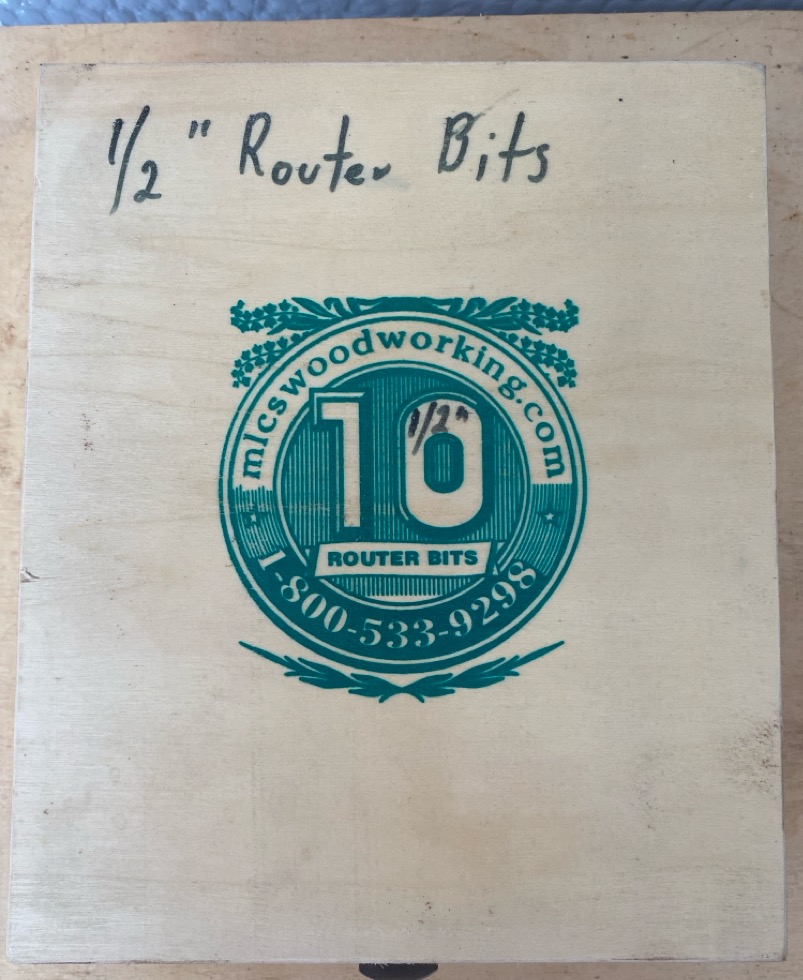 1/2 " Router Bits
mlcswoodworking.com
10
1/2"
ROUTER BITS
1-800-533-9298